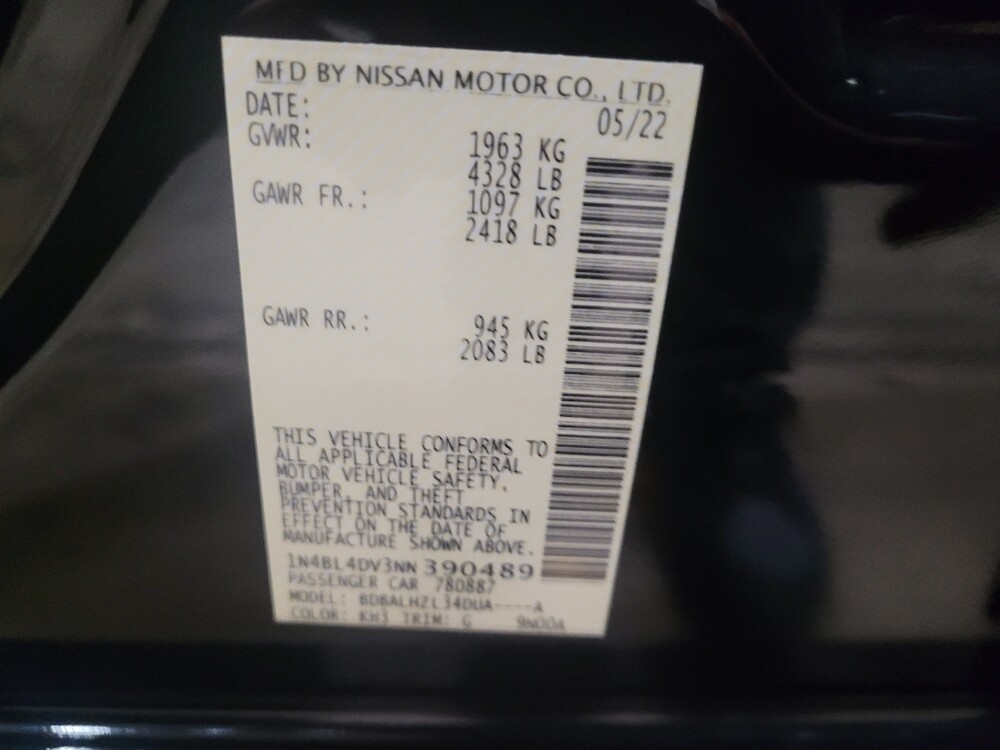 MFD BY NISSAN MOTOR CO., LTD.
DATE: 05/22
GVWR: 1963 KG
4328 LB
GAWR FR.: 1097 KG
2418 LB
GAWR RR.: 945 KG
2083 LB
THIS VEHICLE CONFORMS TO
ALL APPLICABLE FEDERAL
MOTOR VEHICLE SAFETY,
BUMPER, AND THEFT
PREVENTION STANDARDS IN
EFFECT ON THE DATE OF
MANUFACTURE SHOWN ABOVE.
1N4BL4DV3NN 390489
PASSENGER CAR 780887
MODEL: BDBALHZL34DUA----A
COLOR: KH3 TRIM: G 9N00A